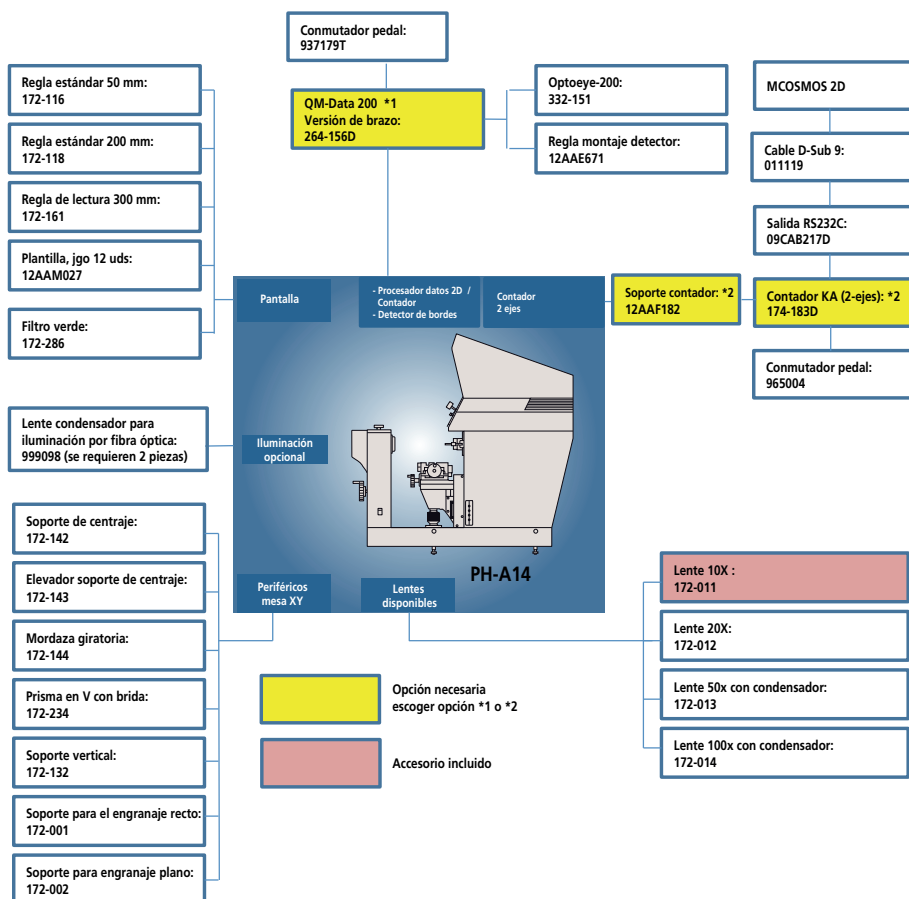 Conmutador pedal:
937179T
Regla estándar 50 mm:
172-116
Regla estándar 200 mm:
172-118
Regla de lectura 300 mm:
172-161
Plantilla, jgo 12 uds:
12AAM027
Filtro verde:
172-286
QM-Data 200 *1
Versión de brazo:
264-156D
Optoeye-200:
332-151
Regla montaje detector:
12AAE671
MCOSMOS 2D
Cable D-Sub 9:
011119
Salida RS232C:
09CAB217D
Soporte contador: *2
12AAF182
Contador KA (2-ejes): *2
174-183D
Conmutador pedal:
965004
Pantalla
- Procesador datos 2D /
Contador
- Detector de bordes
Contador
2 ejes
Lente condensador para
iluminación por fibra óptica:
999098 (se requieren 2 piezas)
Iluminación
opcional
PH-A14
Periféricos
mesa XY
Lentes
disponibles
Soporte de centraje:
172-142
Elevador soporte de centraje:
172-143
Mordaza giratoria:
172-144
Prisma en V con brida:
172-234
Soporte vertical:
172-132
Soporte para el engranaje recto:
172-001
Soporte para engranaje plano:
172-002
Lente 10X :
172-011
Lente 20X:
172-012
Lente 50x con condensador:
172-013
Lente 100x con condensador:
172-014
Opción necesaria
escoger opción *1 o *2
Accesorio incluido